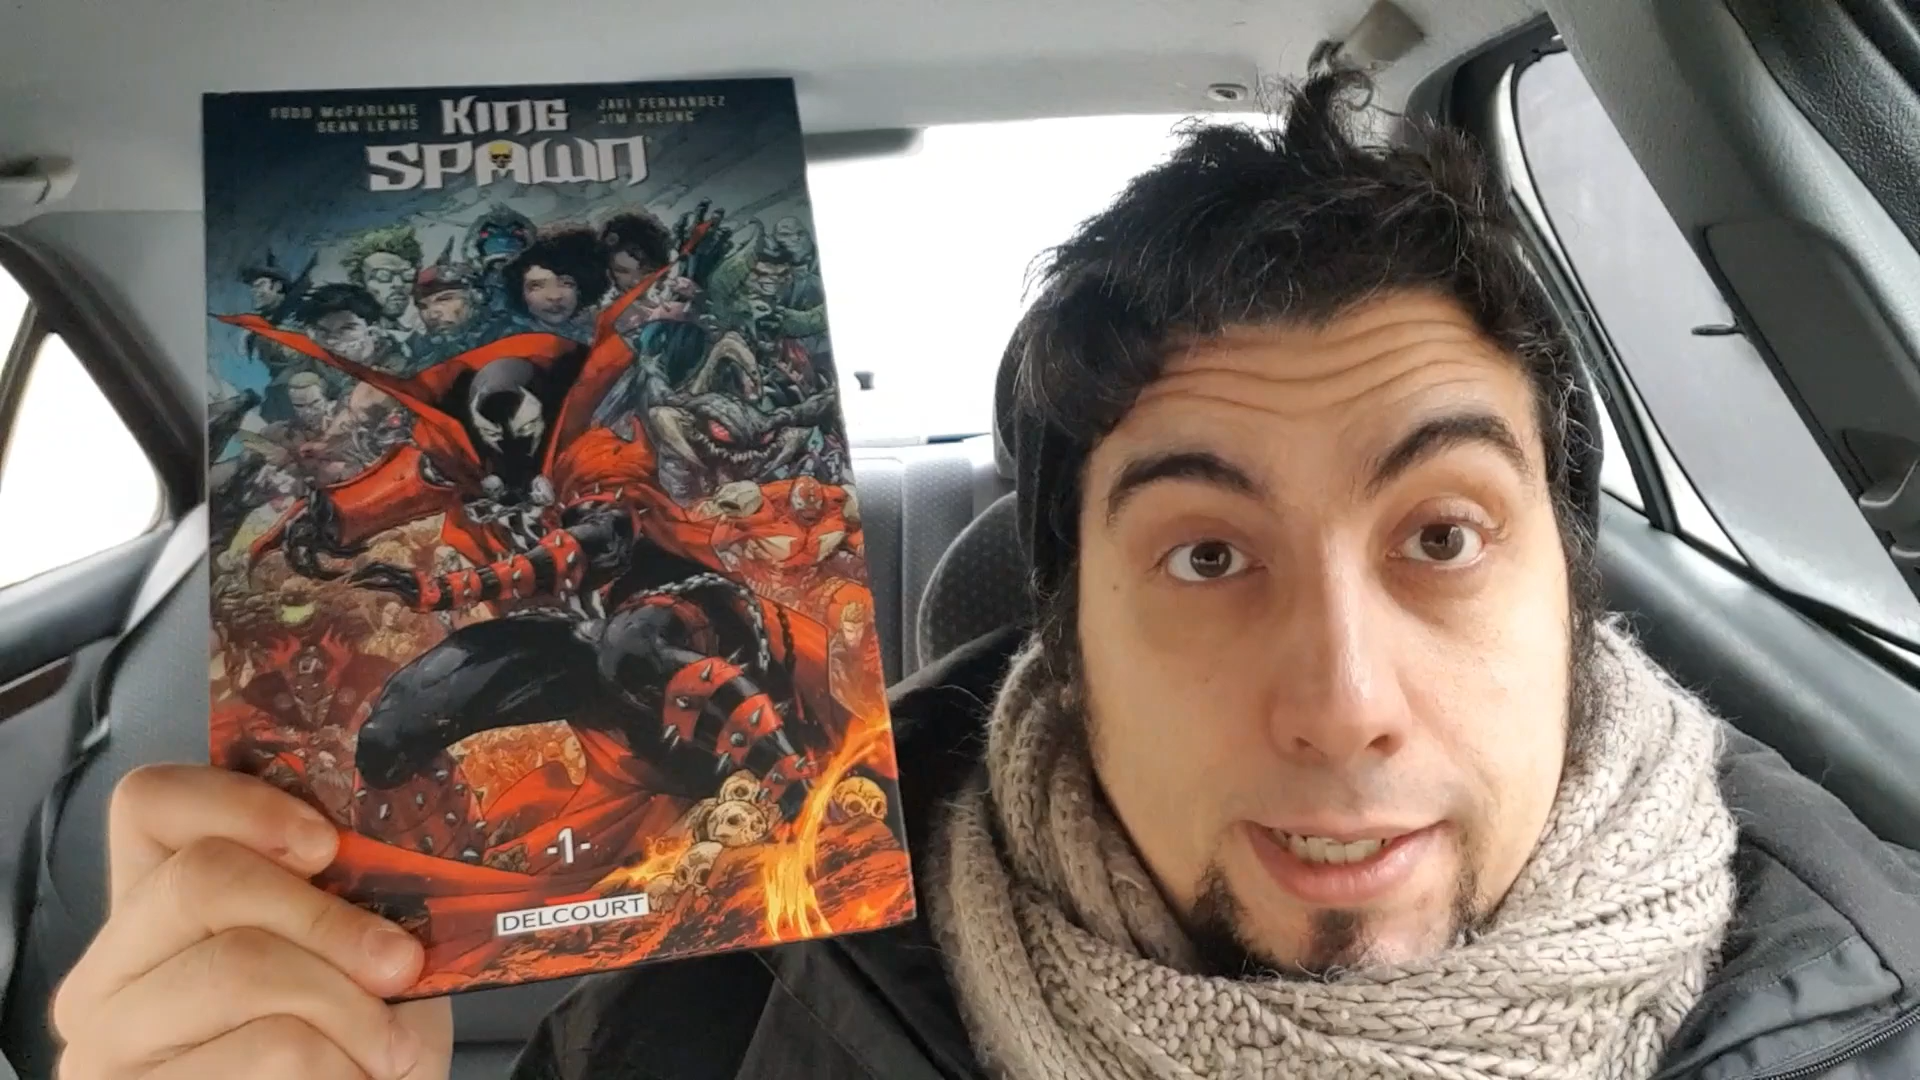 TODD McFARLANE
SEAN LEWIS
KING
SPAWN
JAVI FERNANDEZ
JIM CHEUNG
-1-
DELCOURT